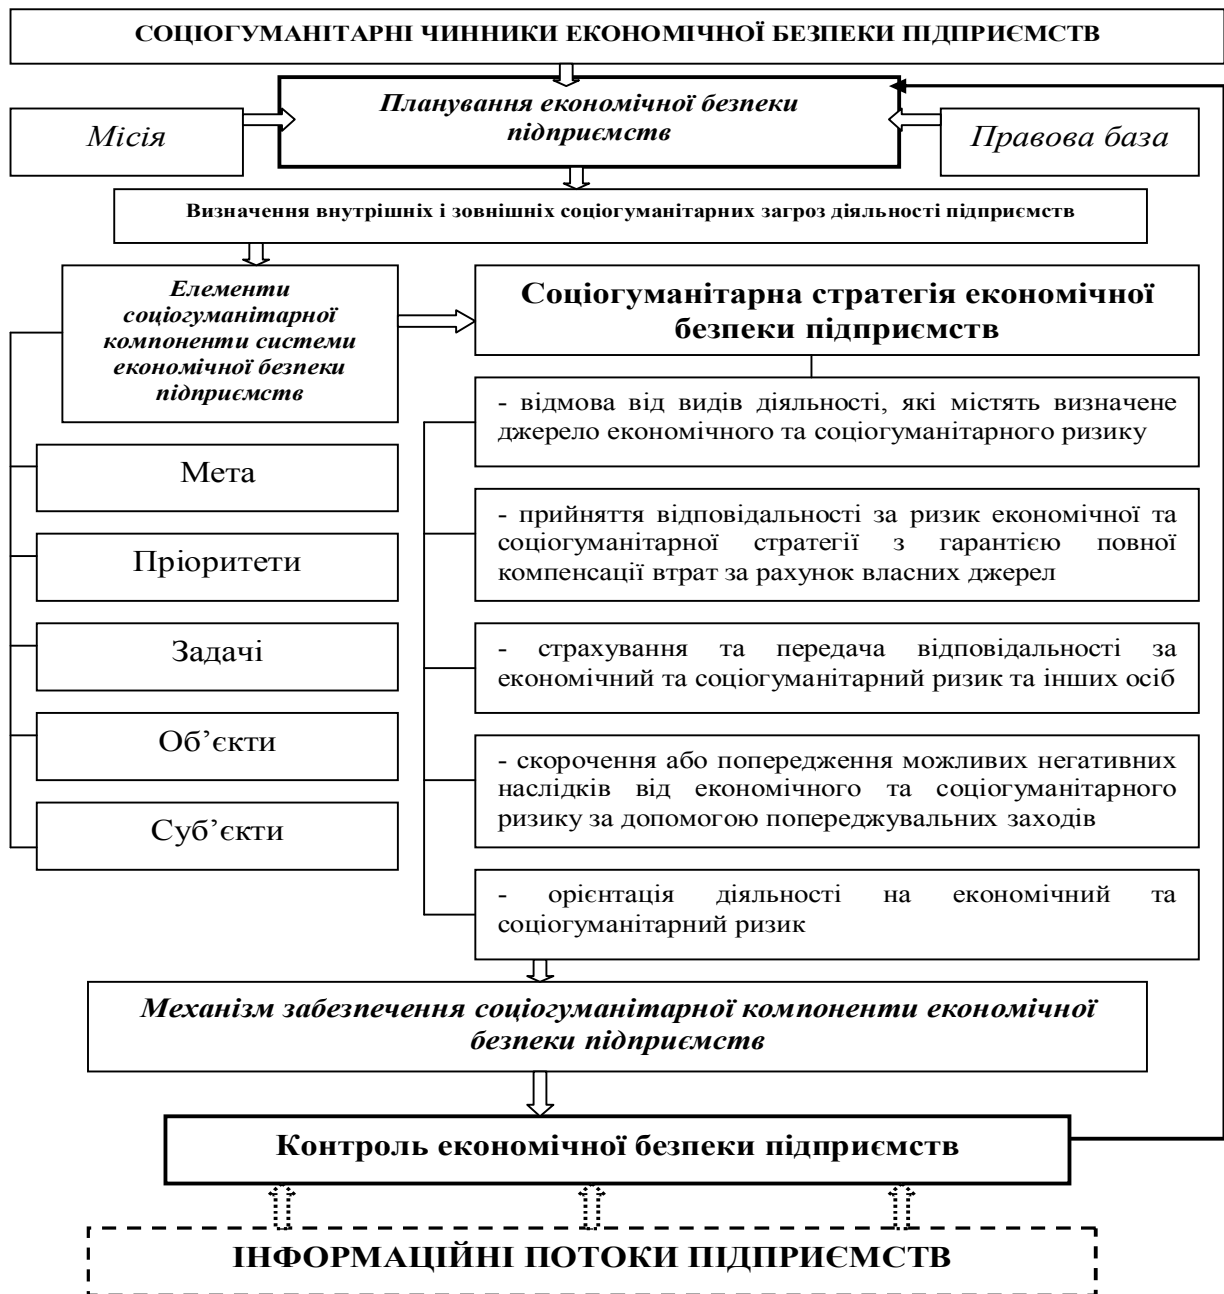 СОЦІОГУМАНІТАРНІ ЧИННИКИ ЕКОНОМІЧНОЇ БЕЗПЕКИ ПІДПРИЄМСТВ
Планування економічної безпеки
підприємств
Місія
Правова база
Визначення внутрішніх і зовнішніх соціогуманітарних загроз діяльності підприємств
Елементи
соціогуманітарної
компоненти системи
економічної безпеки
підприємств
Мета
Пріоритети
Задачі
Об’єкти
Суб’єкти
Соціогуманітарна стратегія економічної
безпеки підприємств
- відмова від видів діяльності, які містять визначене
джерело економічного та соціогуманітарного ризику
- прийняття відповідальності за ризик економічної та
соціогуманітарної стратегії з гарантією повної
компенсації втрат за рахунок власних джерел
- страхування та передача відповідальності за
економічний та соціогуманітарний ризик та інших осіб
- скорочення або попередження можливих негативних
наслідків від економічного та соціогуманітарного
ризику за допомогою попереджувальних заходів
- орієнтація діяльності на економічний та
соціогуманітарний ризик
Механізм забезпечення соціогуманітарної компоненти економічної
безпеки підприємств
Контроль економічної безпеки підприємств
ІНФОРМАЦІЙНІ ПОТОКИ ПІДПРИЄМСТВ